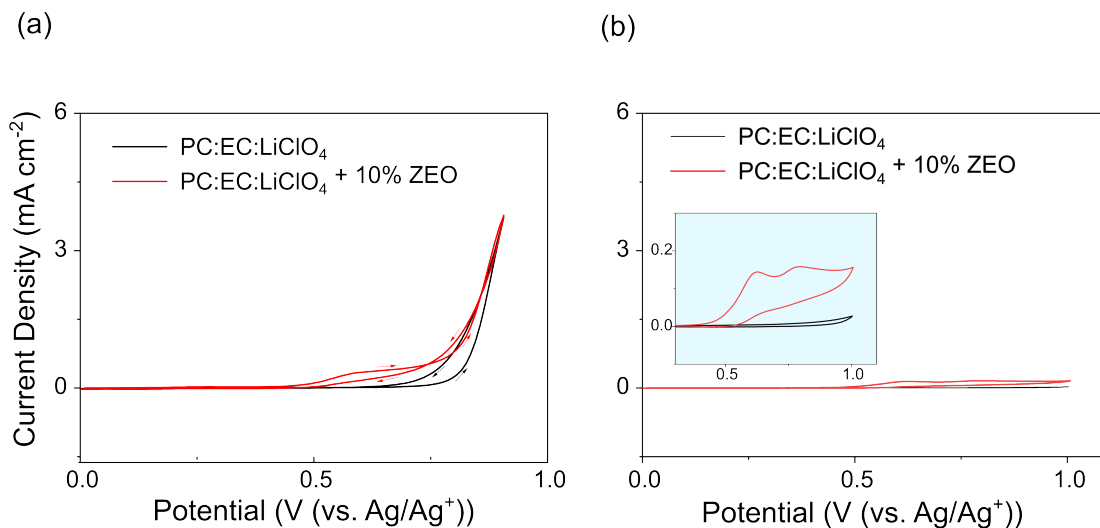 (a)
6
3
0
Current Density (mA cm⁻²)
PC:EC:LiClO₄
PC:EC:LiClO₄ + 10% ZEO
0.0
0.5
1.0
Potential (V (vs. Ag/Ag⁺))
(b)
6
3
0
PC:EC:LiClO₄
PC:EC:LiClO₄ + 10% ZEO
0.2
0.0
0.5
1.0
0.0
0.5
1.0
Potential (V (vs. Ag/Ag⁺))